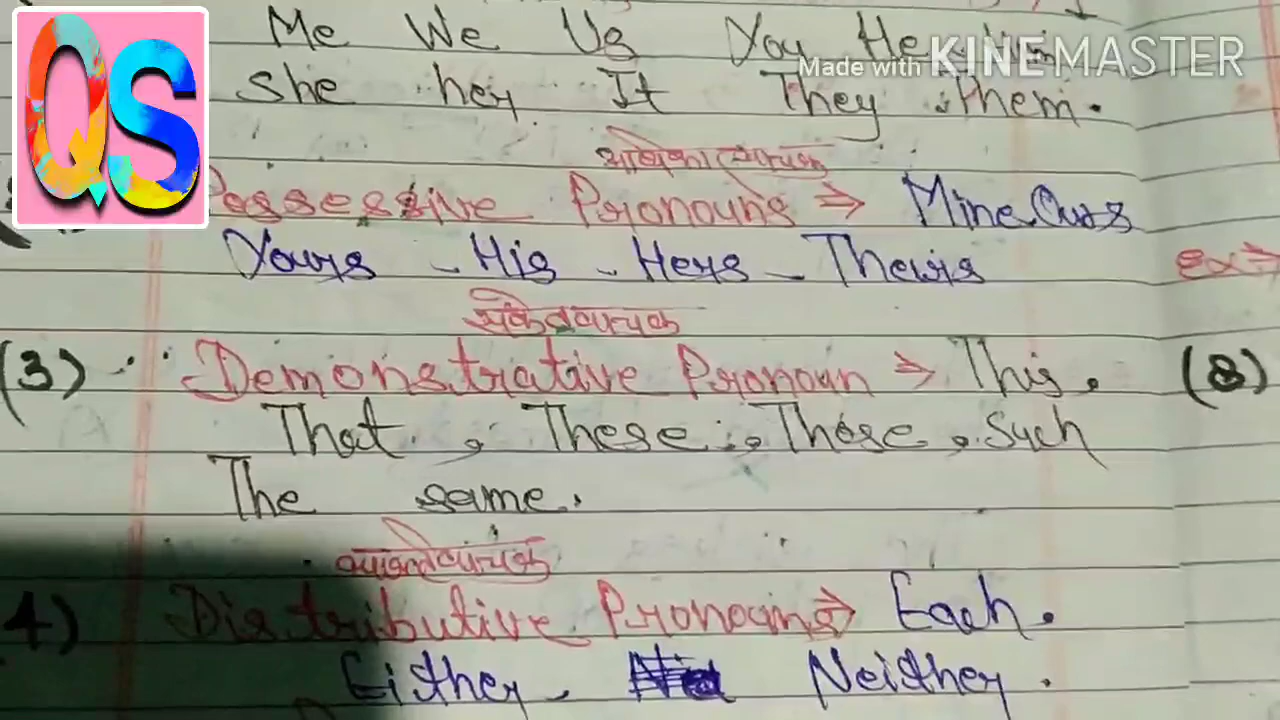 Me We Us You He
Made with KINEMASTER
She her It They Them.
QS
Possessive Pronouns ⇒ Mine Ours
Yours - His - Hers - Theirs
ex⇒
संकेतवाचक
(3) Demonstrative Pronoun ⇒ This,
(8)
That, These, Those, Such
The same.
4) Distributive Pronouns ⇒ Each.
Eisther, Neisther.